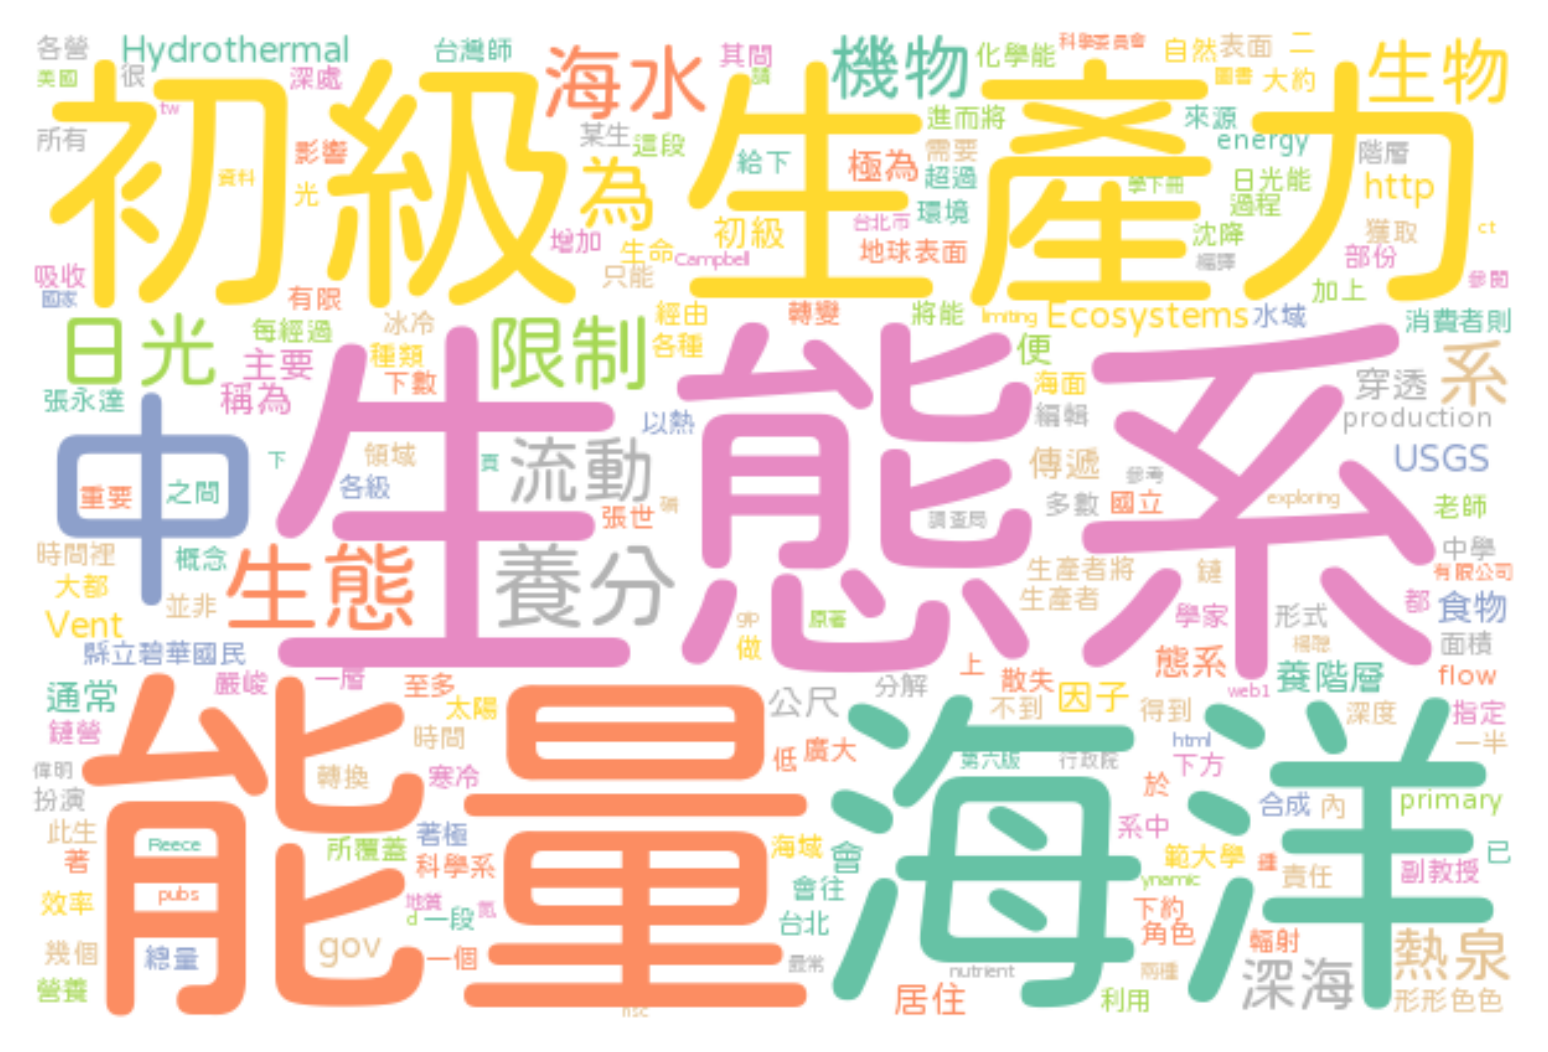 各營 Hydrothermal 台灣師 海水 其間 機物 化學能 科學委員會 自然 表面 二 生物
美國 很 深處 圖書 大約
初級生產力
tw 所有 影響 資料 光 某生 這段 為 給下 極為 進而將 需要 超過 來源 energy 階層 日光能 http
學下冊 過程 環境 台北市 初級 生命 增加 Campbell 只能 地球表面 沈降 編譯 獲取 部份 ct
吸收 國家 有限 加上 參閱
日光 每經過 冰冷 限制 經由 轉變 將能 limiting Ecosystems 水域 消費者則
主要 種類 各種 便 系
張永達 稱為 下數 以熱 海面 編輯 穿透 production
中 生態系
重要 之間 下 領域 各級 頁 流動 張世 傳遞 參考 多數 國立 調查局 exploring USGS 老師
時間裡 概念 生態 養分 生產者將 鏈 中學 有限公司
大都 並非 生產者 都 食物
Vent 做 原著 學家 形式 面積
縣立碧華國民 嚴峻 一層 至多 上 散失 態系 web1 養階層 flow
通常 太陽 公尺 分解 不到 因子 得到 深度 指定
鏈營 時間 html 一半
能量 海洋
偉明 扮演 轉換 寒冷 低 廣大 第六版 行政院 下方 於 合成 內 primary
此生 著 Reece 所覆蓋 著極 科學系 海域 會 系中 範大學 責任 副教授 已
效率 pubs 地質 d 一段 氮 會往 台北 ynamic 下約 角色 輻射
幾個 總量 gov 一個 最常 nutrient 兩種 深海 熱泉
營養 居住 利用 形形色色
nsc